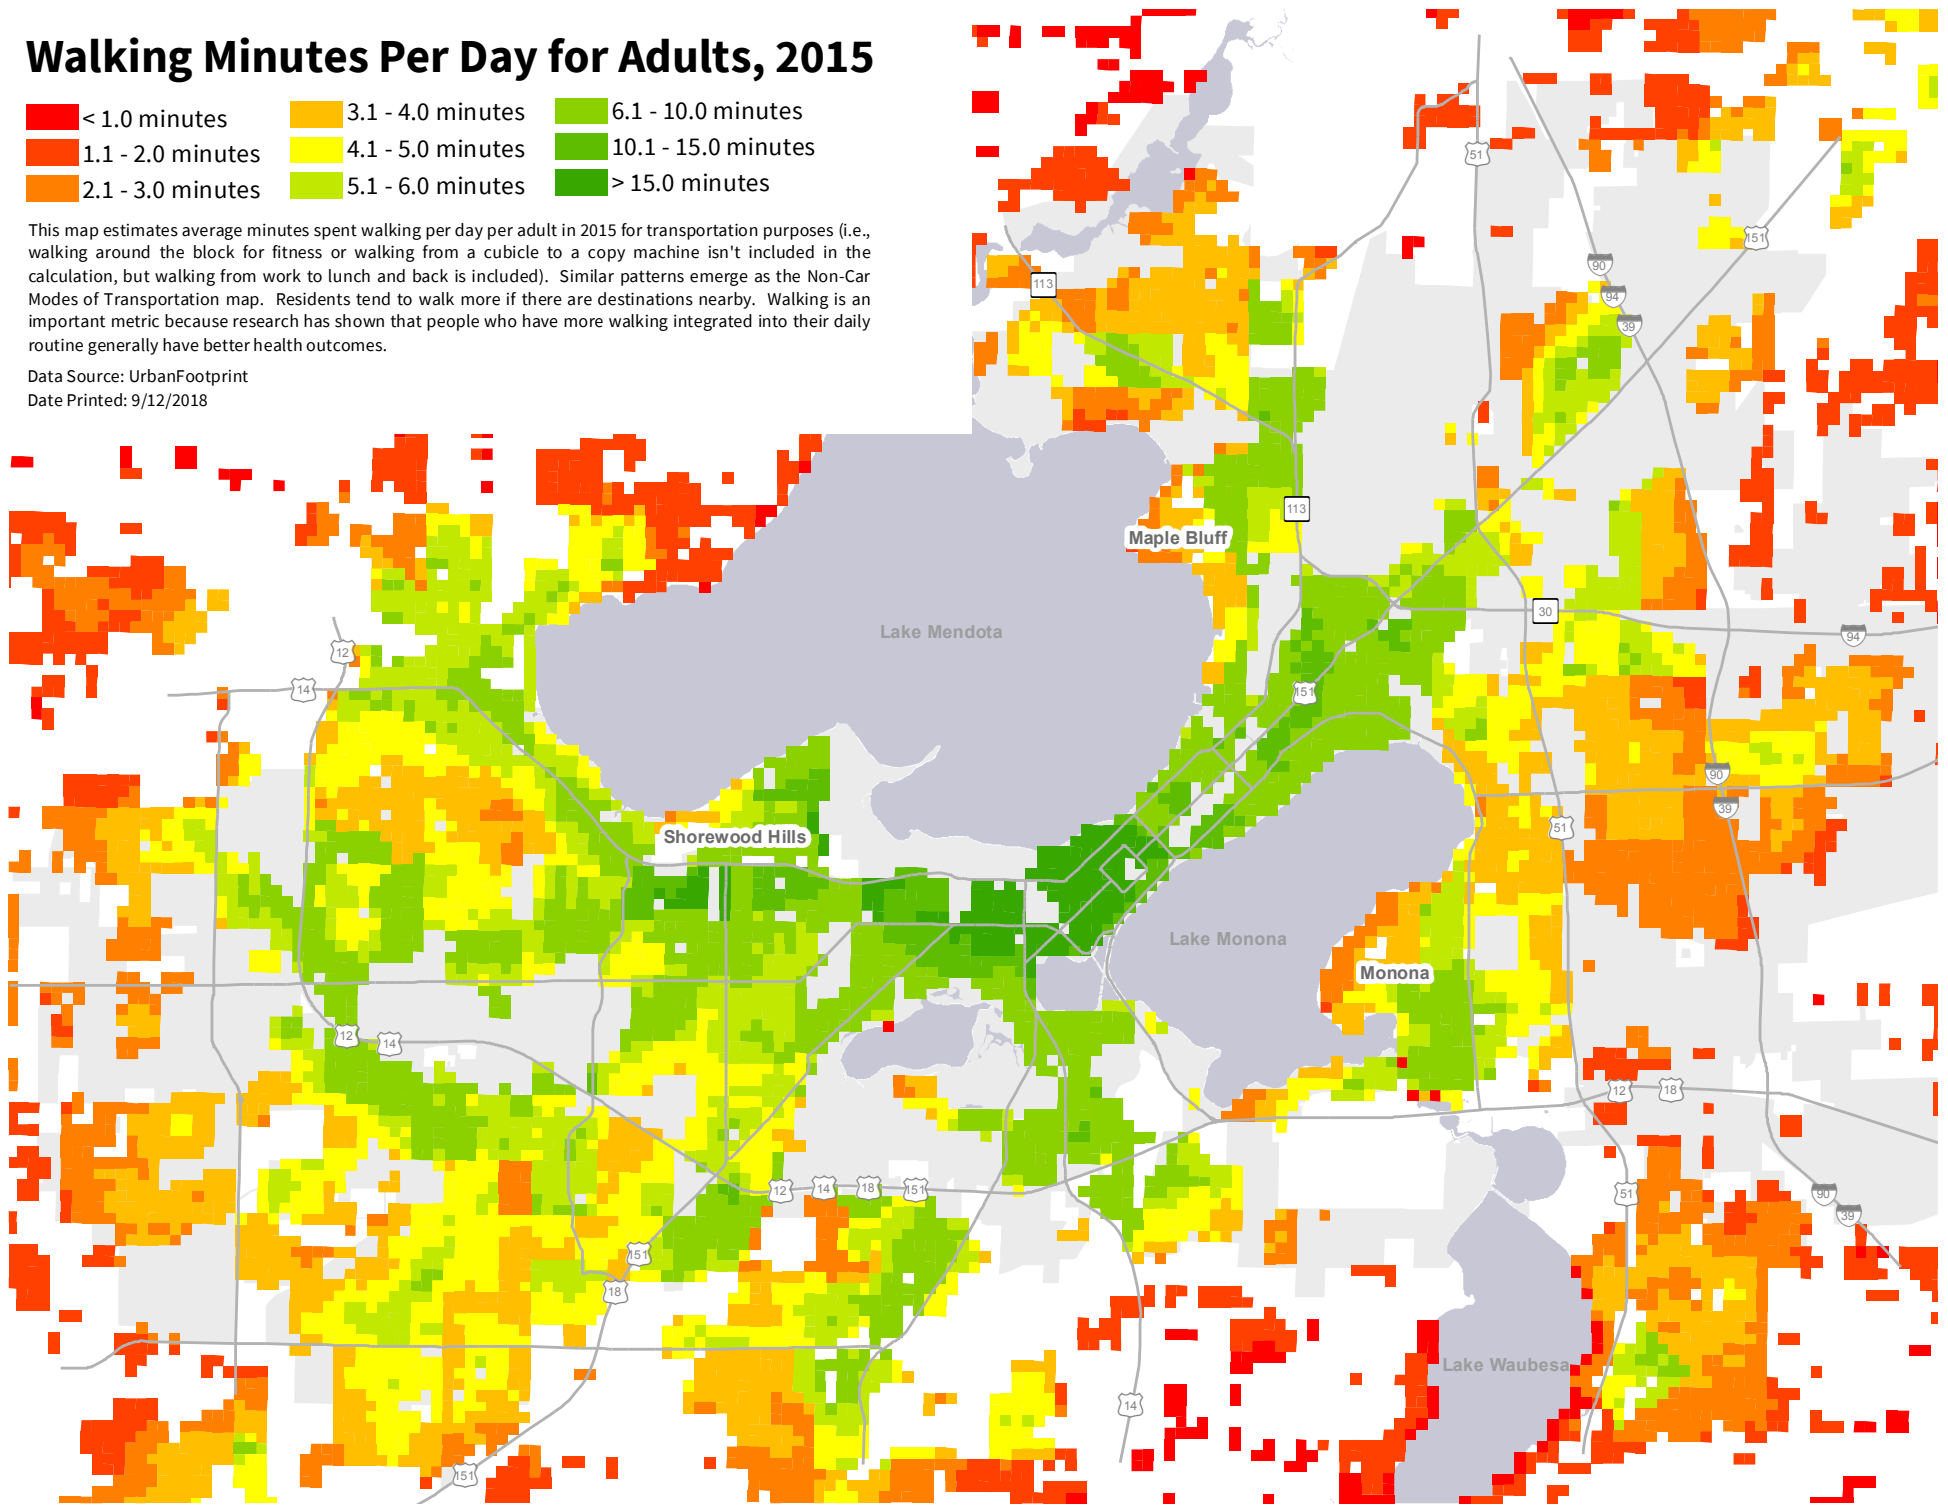 Walking Minutes Per Day for Adults, 2015
< 1.0 minutes
1.1 - 2.0 minutes
2.1 - 3.0 minutes
3.1 - 4.0 minutes
4.1 - 5.0 minutes
5.1 - 6.0 minutes
6.1 - 10.0 minutes
10.1 - 15.0 minutes
> 15.0 minutes
This map estimates average minutes spent walking per day per adult in 2015 for transportation purposes (i.e.,
walking around the block for fitness or walking from a cubicle to a copy machine isn't included in the
calculation, but walking from work to lunch and back is included). Similar patterns emerge as the Non-Car
Modes of Transportation map. Residents tend to walk more if there are destinations nearby. Walking is an
important metric because research has shown that people who have more walking integrated into their daily
routine generally have better health outcomes.
Data Source: UrbanFootprint
Date Printed: 9/12/2018
51
151
90
94
39
113
113
Maple Bluff
30
94
Lake Mendota
12
14
151
90
39
51
Shorewood Hills
Lake Monona
Monona
12
14
12
18
12
14
18
151
51
90
39
151
18
Lake Waubesa
14
151